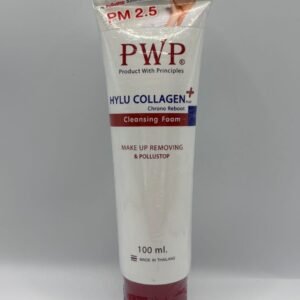 PM 2.5
PWP®
Product With Principles
HYLU COLLAGEN+
Chrono Reboot
Cleansing Foam
MAKE UP REMOVING
& POLLUSTOP
100 ml.
MADE IN THAILAND